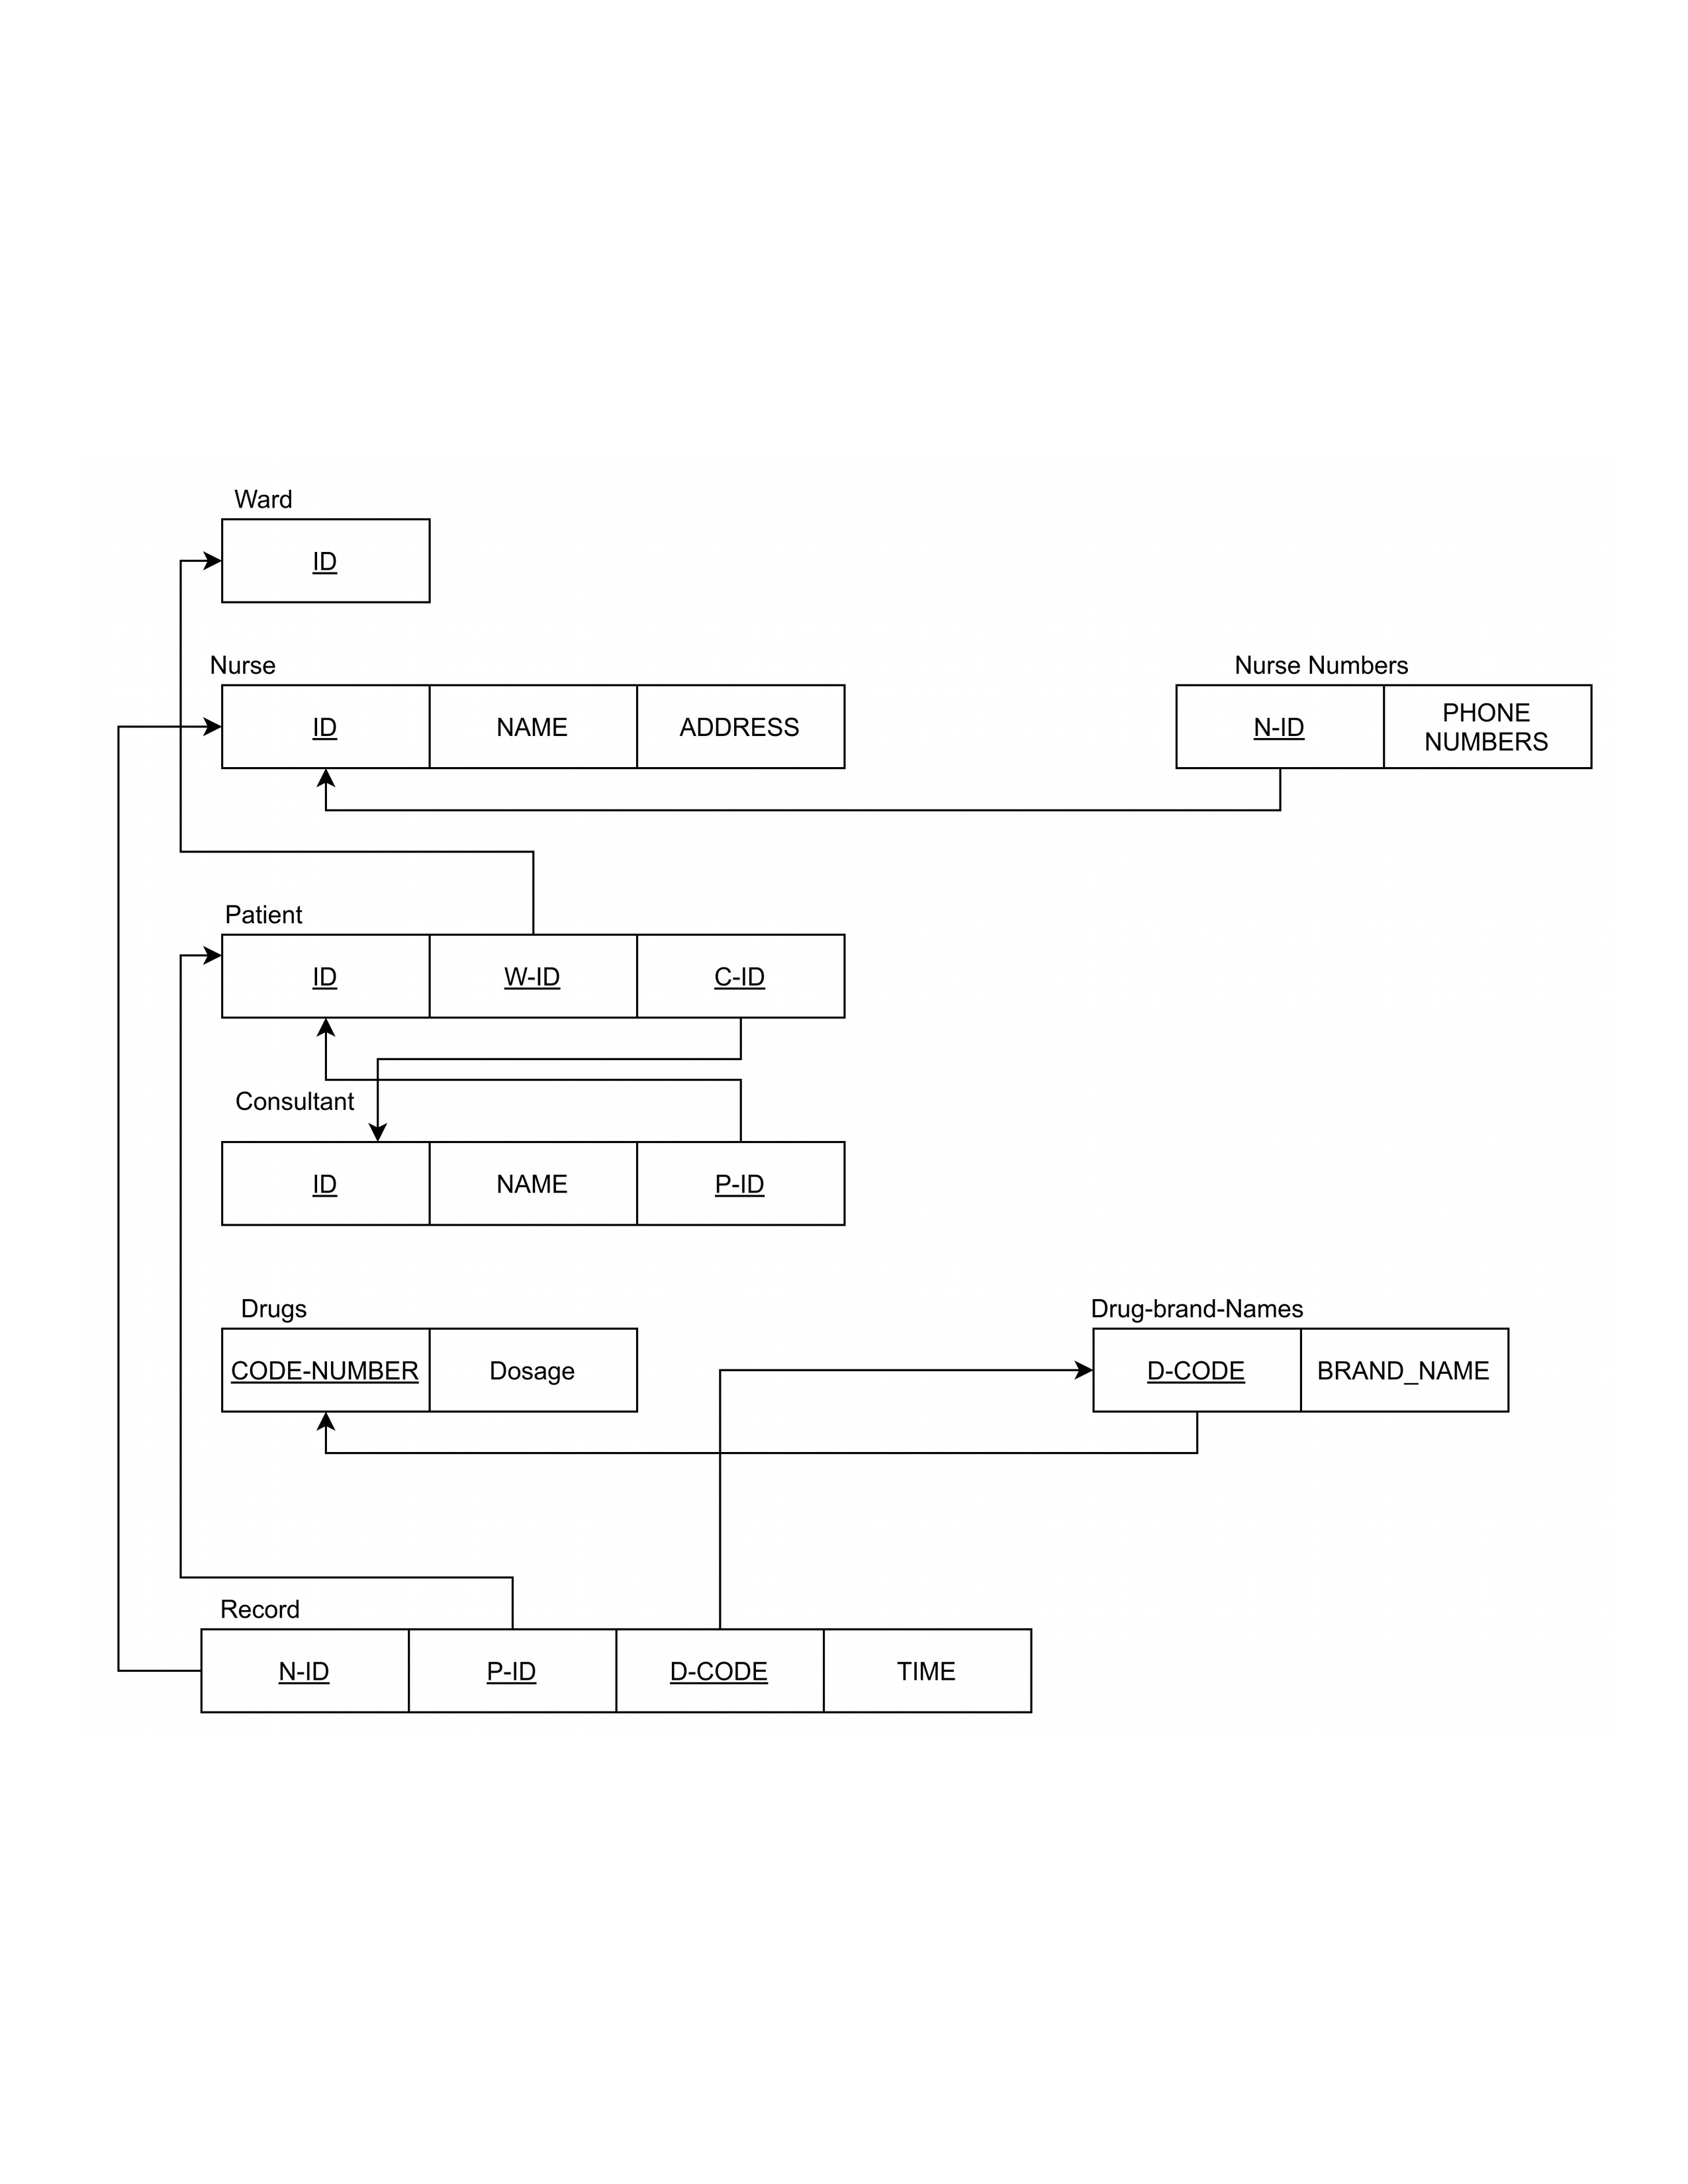 Ward
ID
Nurse
ID NAME ADDRESS
Nurse Numbers
N-ID PHONE
NUMBERS
Patient
ID W-ID C-ID
Consultant
ID NAME P-ID
Drugs
CODE-NUMBER Dosage
Drug-brand-Names
D-CODE BRAND_NAME
Record
N-ID P-ID D-CODE TIME